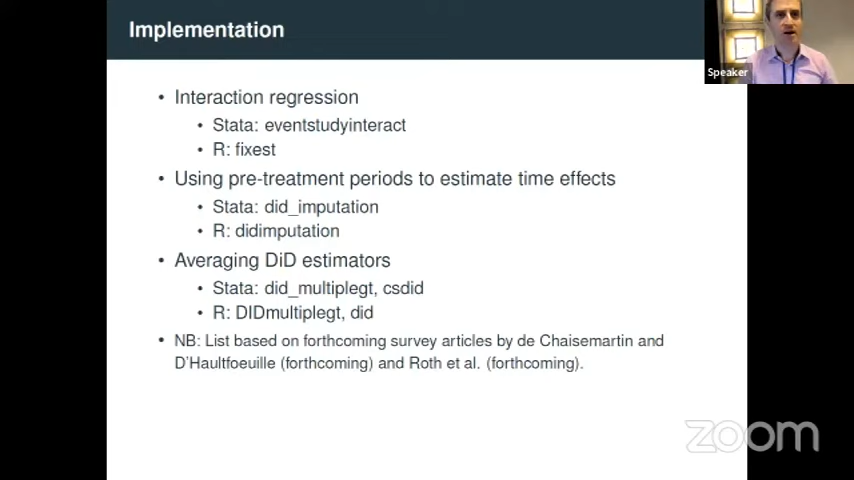 Implementation
Speaker
• Interaction regression
• Stata: eventstudyinteract
• R: fixest
• Using pre-treatment periods to estimate time effects
• Stata: did_imputation
• R: didimputation
• Averaging DiD estimators
• Stata: did_multiplegt, csdid
• R: DIDmultiplegt, did
• NB: List based on forthcoming survey articles by de Chaisemartin and
D'Haultfoeuille (forthcoming) and Roth et al. (forthcoming).
zoom